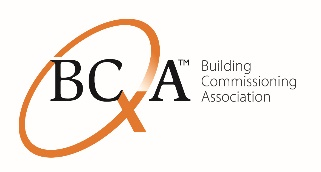 BCxA™
Building
Commissioning
Association